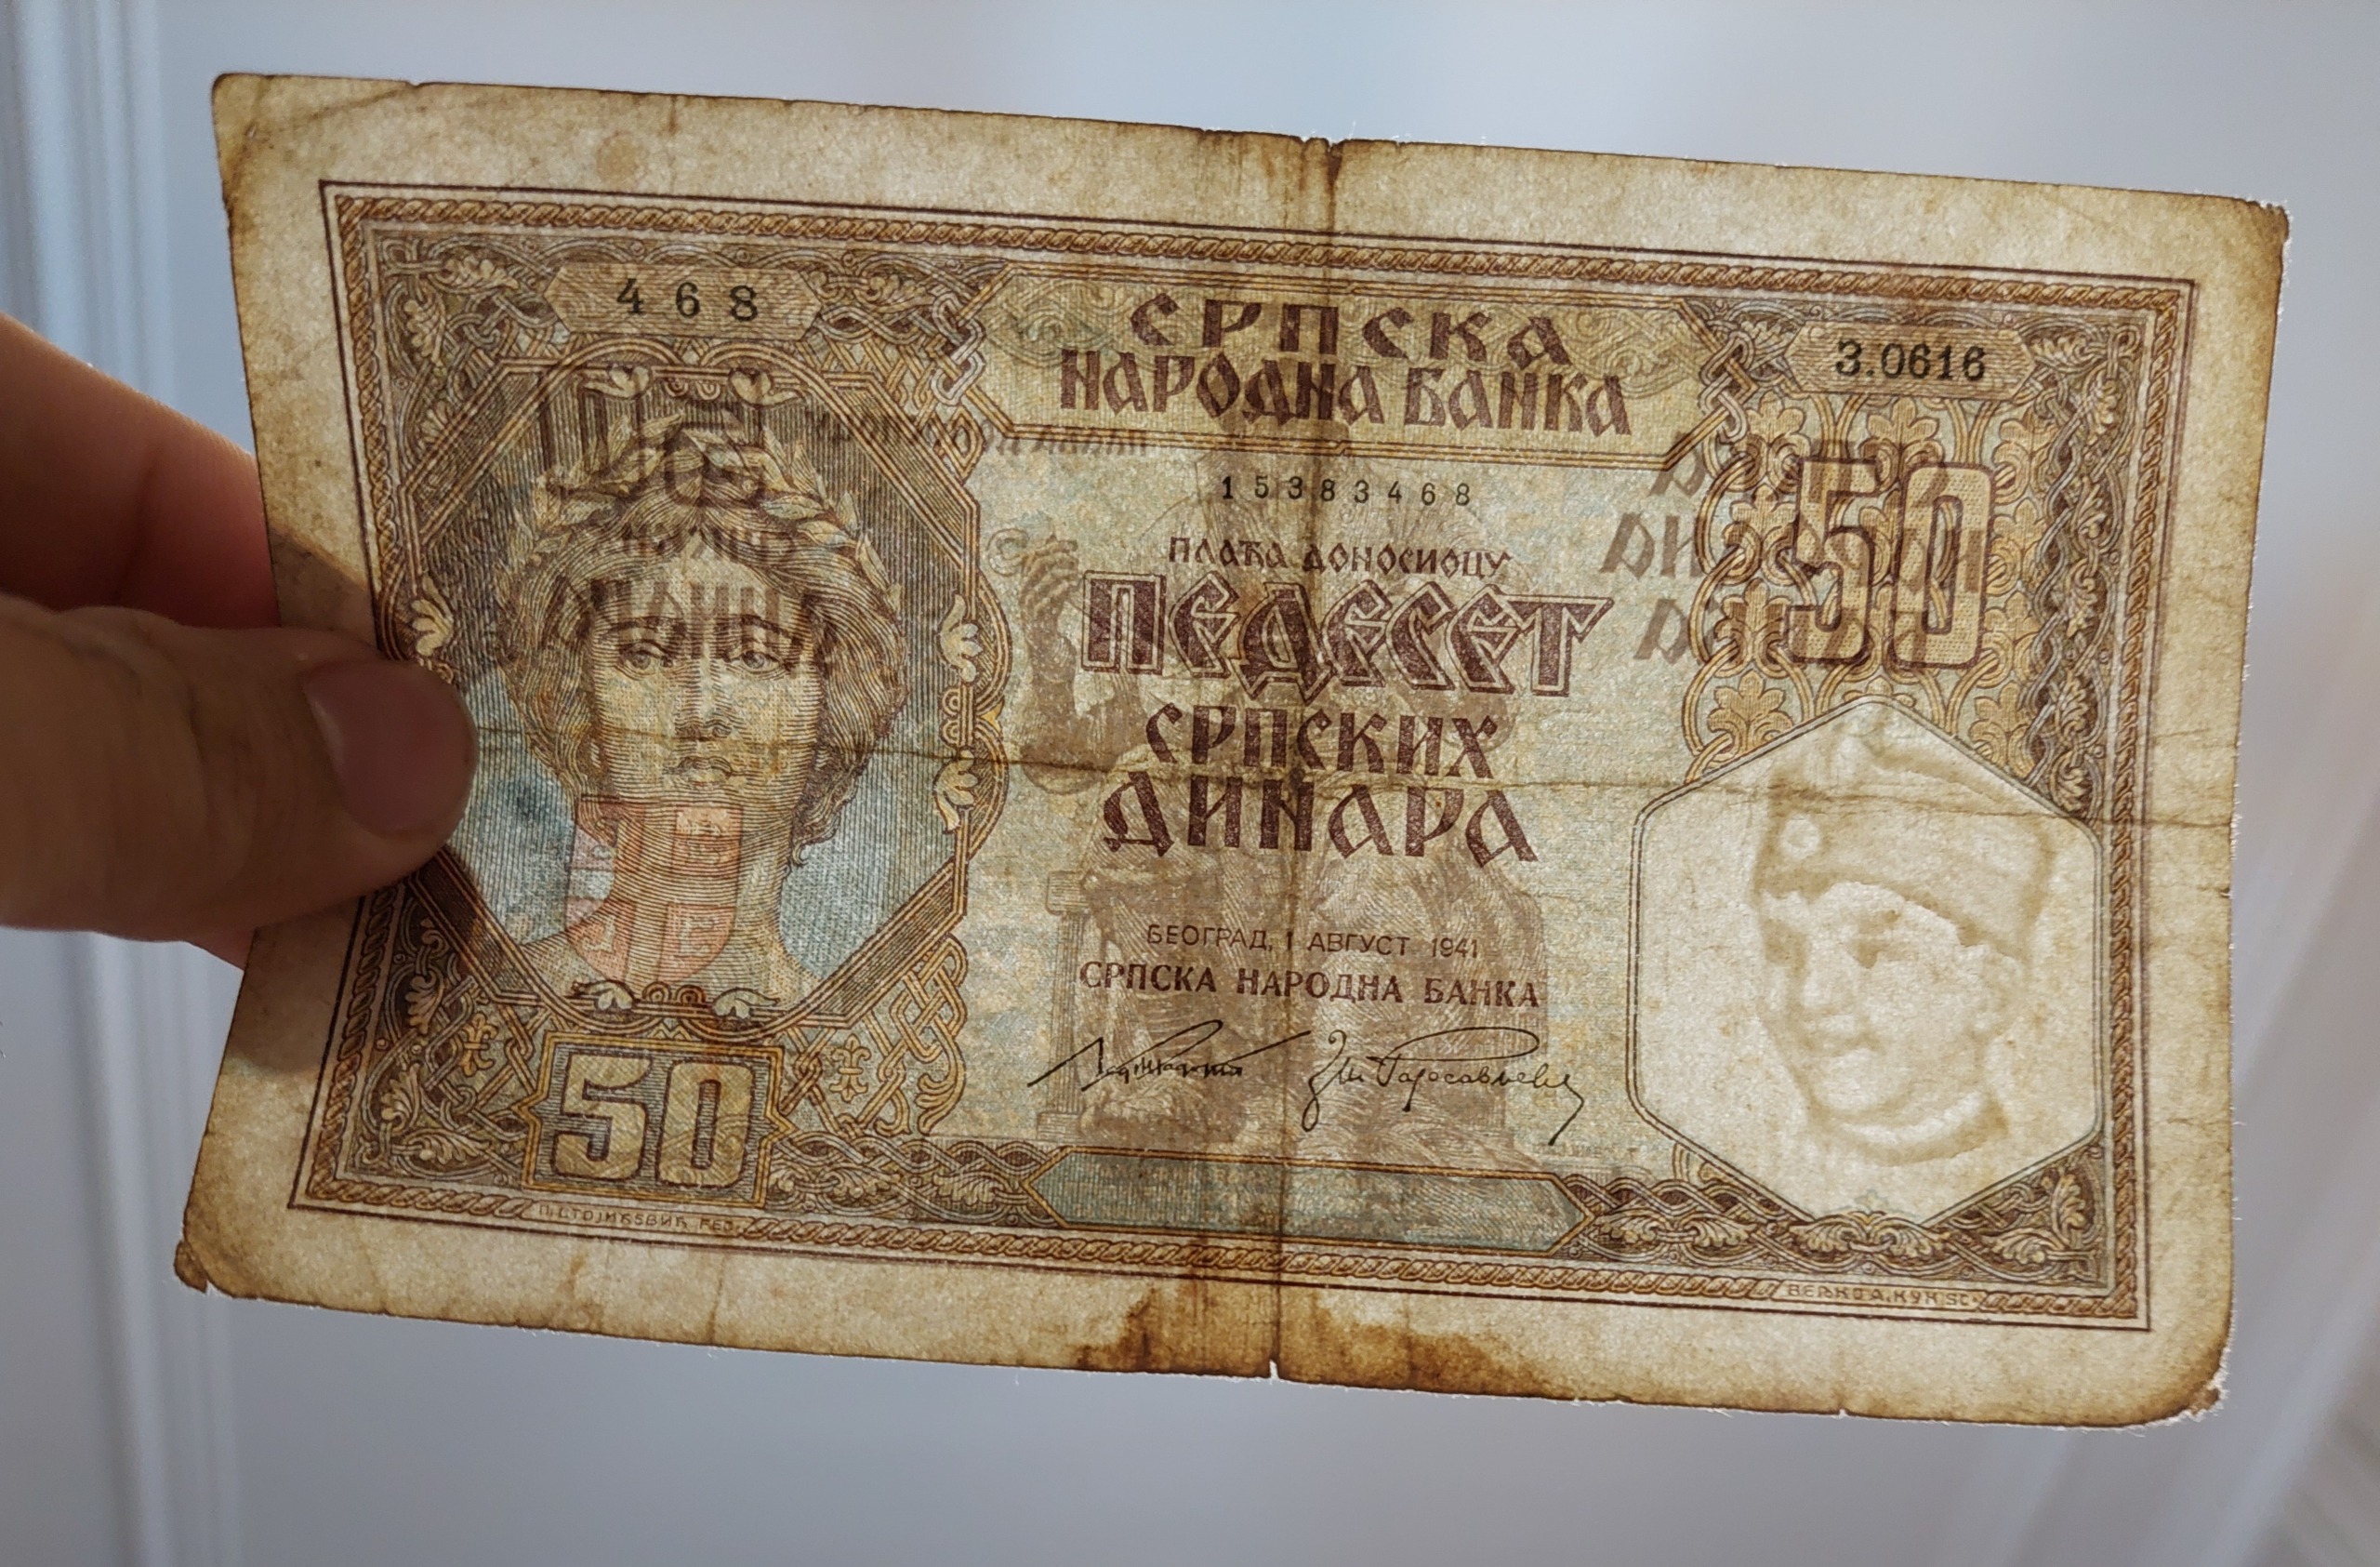 468
СРПСКА
НАРОДНА БАНКА
3.0616
15383468
50
ПЛАЋА ДОНОСИОЦУ
ПЕДЕСЕТ
СРПСКИХ
ДИНАРА
БЕОГРАД, 1 АВГУСТ 1941
СРПСКА НАРОДНА БАНКА
50